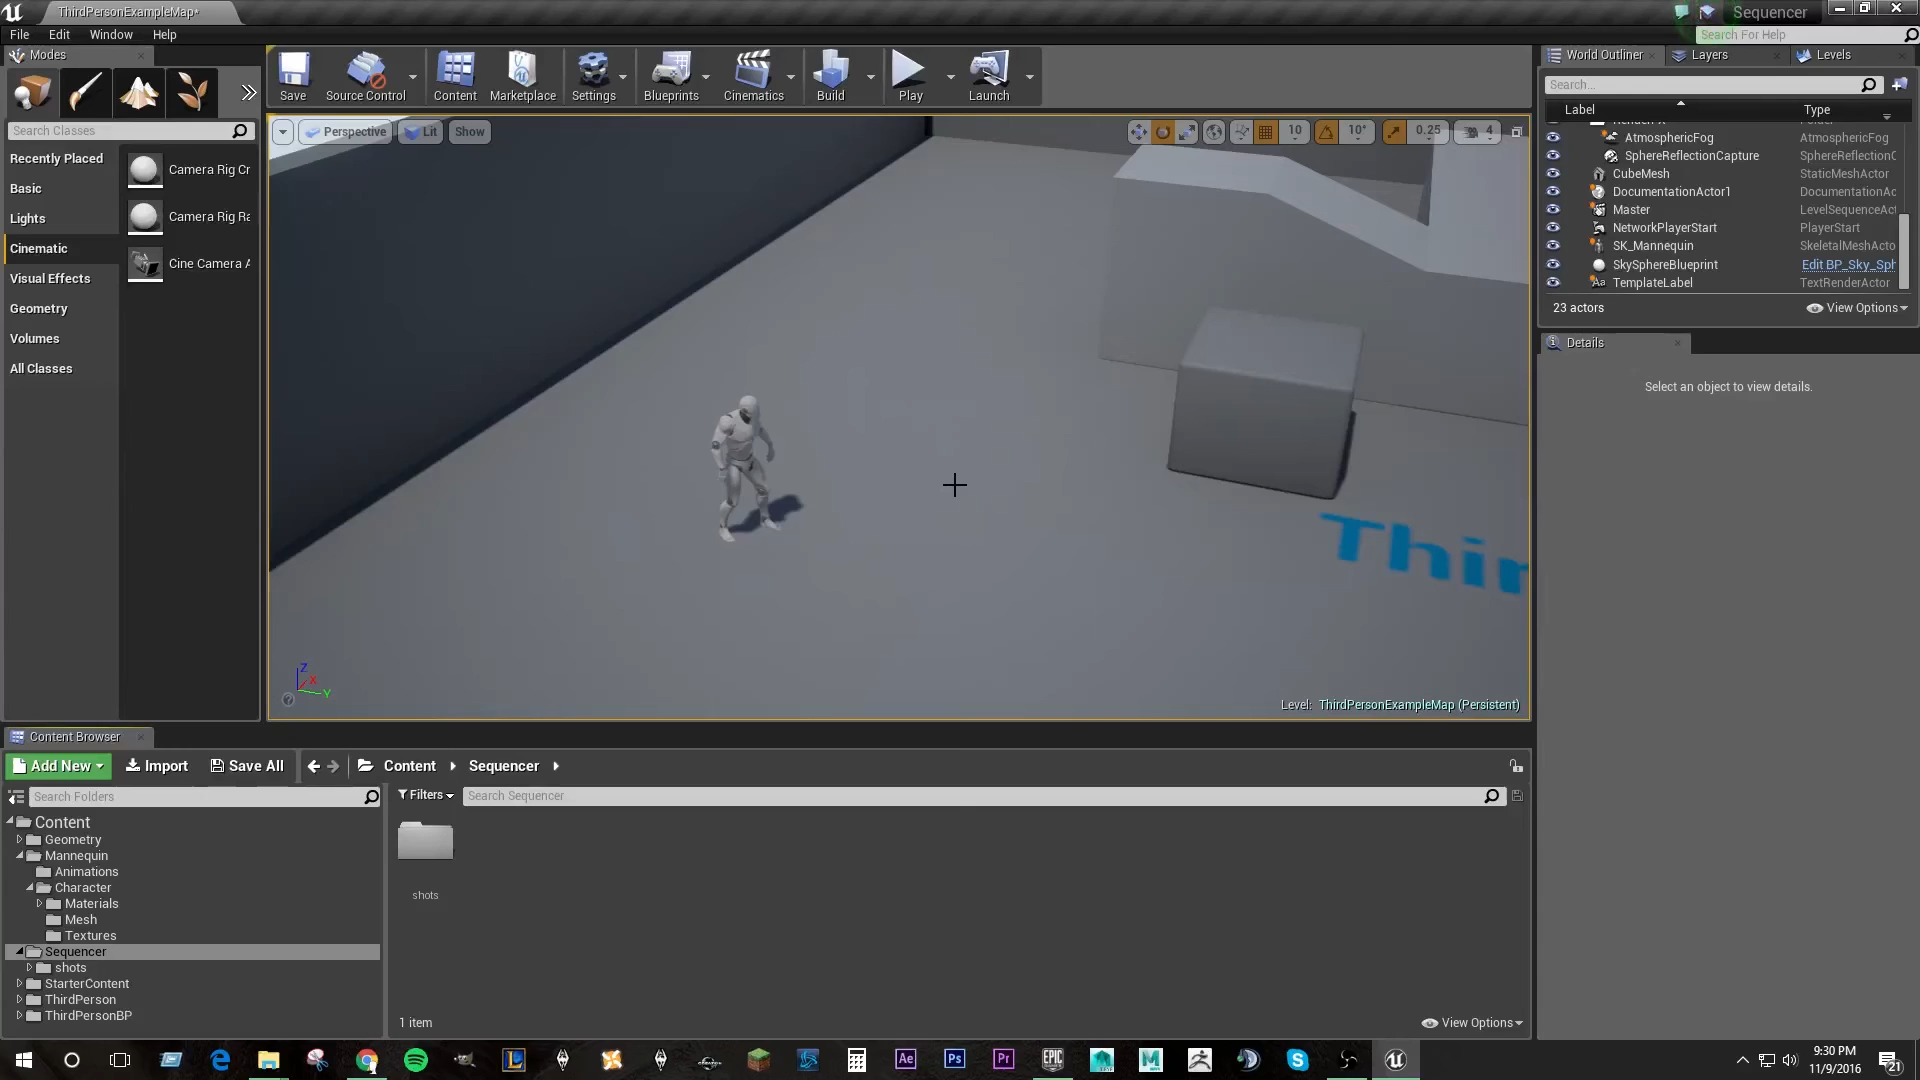 ThirdPersonExampleMap*
Sequencer
File Edit Window Help
Search For Help
Modes
Save
Source Control
Content
Marketplace
Settings
Blueprints
Cinematics
Build
Play
Launch
World Outliner
Layers
Levels
Search...
Label
Type
Search Classes
Perspective
Lit
Show
10
10°
0.25
4
AtmosphericFog AtmosphericFog
SphereReflectionCapture SphereReflectionC
CubeMesh StaticMeshActor
DocumentationActor1 DocumentationAc
Master LevelSequenceAct
NetworkPlayerStart PlayerStart
SK_Mannequin SkeletalMeshActo
SkySphereBlueprint Edit BP_Sky_Sph
TemplateLabel TextRenderActor
23 actors
View Options
Details
Select an object to view details.
Recently Placed
Basic
Lights
Cinematic
Visual Effects
Geometry
Volumes
All Classes
Camera Rig Cr
Camera Rig Ra
Cine Camera A
Thir
Z
X
Y
Level: ThirdPersonExampleMap (Persistent)
Content Browser
Add New
Import
Save All
Content
Sequencer
Search Folders
Filters
Search Sequencer
Content
Geometry
Mannequin
Animations
Character
Materials
Mesh
Textures
Sequencer
shots
StarterContent
ThirdPerson
ThirdPersonBP
shots
1 item
View Options
Ae
Ps
Pr
EPIC
GAMES
9:30 PM
11/9/2016
21